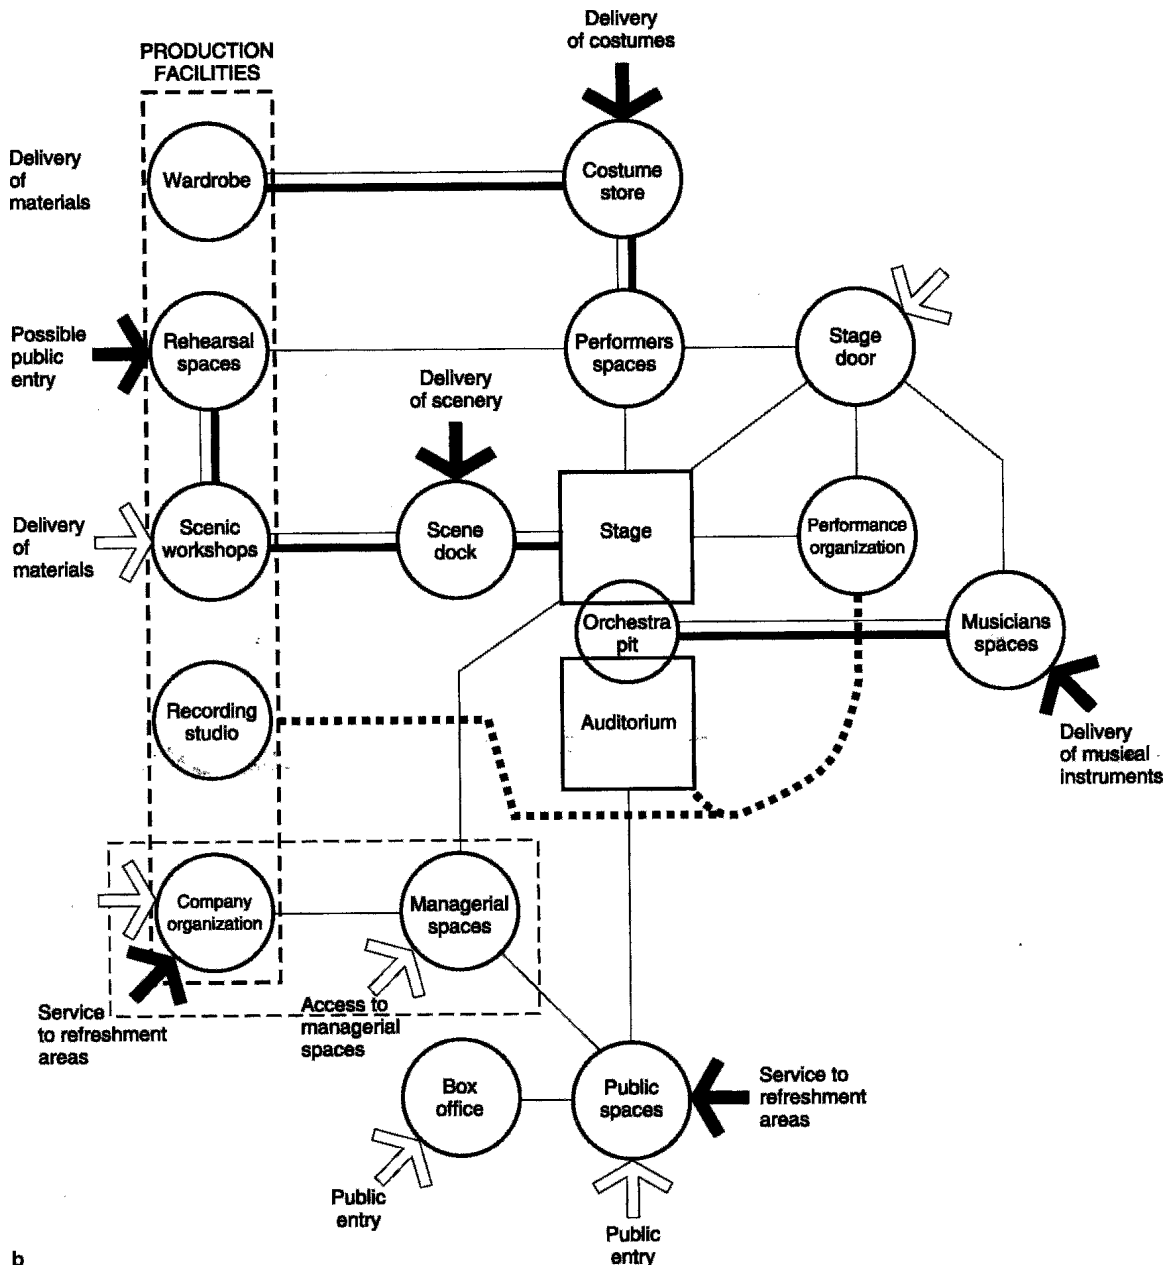 Delivery
of costumes
PRODUCTION
FACILITIES
Delivery
of
materials
Wardrobe
Costume
store
Possible
public
entry
Rehearsal
spaces
Performers
spaces
Stage
door
Delivery
of scenery
Delivery
of
materials
Scenic
workshops
Scene
dock
Stage
Performance
organization
Orchestra
pit
Musicians
spaces
Recording
studio
Auditorium
Delivery
of musical
instruments
Company
organization
Managerial
spaces
Service
to refreshment
areas
Access to
managerial
spaces
Box
office
Public
spaces
Service to
refreshment
areas
Public
entry
Public
entry
b